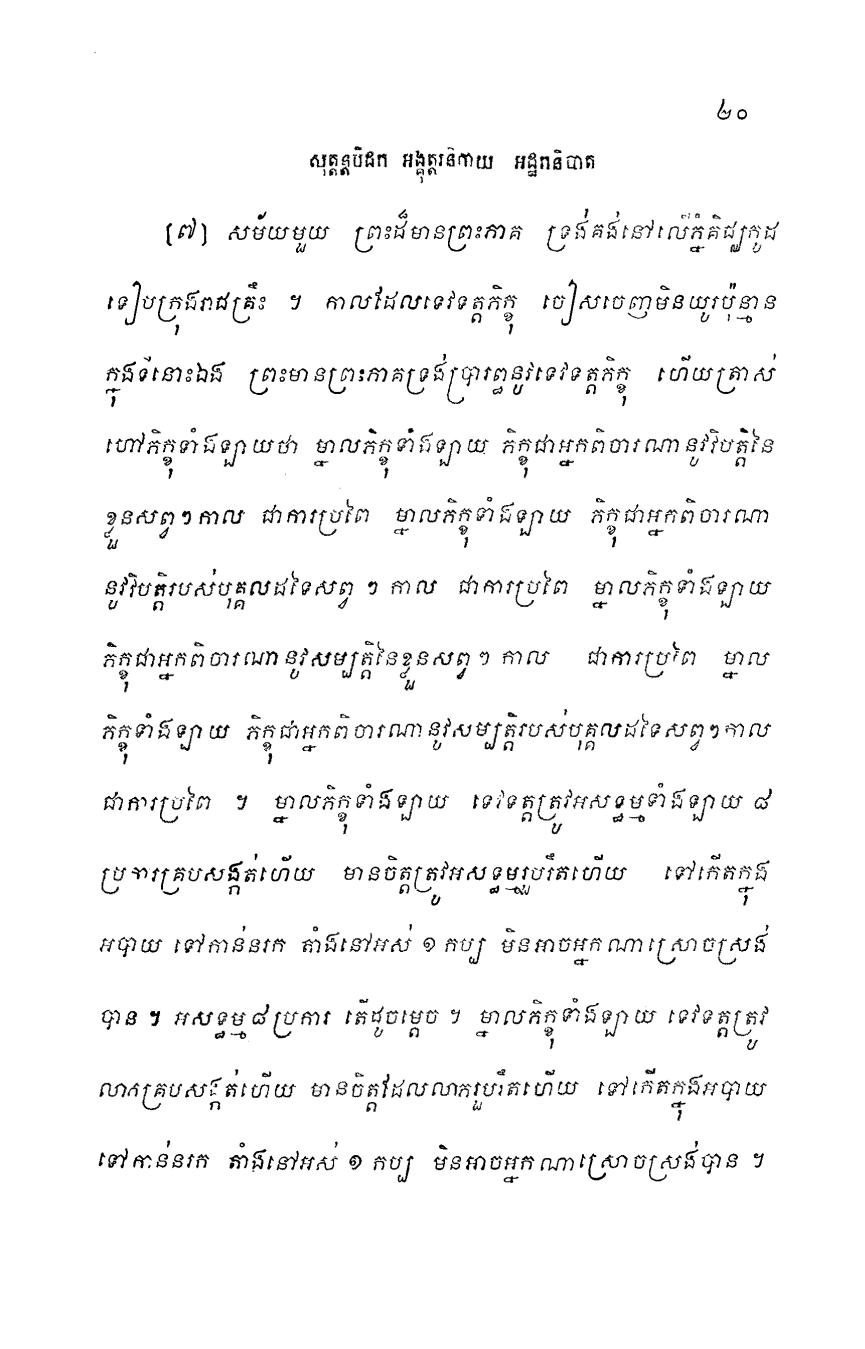 ២០
សុត្តន្តបិដក អង្គុត្តរនិកាយ អដ្ឋកនិបាត
[៧] សម័យមួយ ព្រះដ៏មានព្រះភាគ ទ្រង់គង់នៅលើភ្នំគិជ្ឈកូដ
ទៀបក្រុងរាជគ្រឹះ ។ កាលដែលទេវទត្តភិក្ខុ ចៀសចេញមិនយូរប៉ុន្មាន
ក្នុងទីនោះឯង ព្រះមានព្រះភាគទ្រង់ប្រារព្ធនូវទេវទត្តភិក្ខុ ហើយត្រាស់
ហៅភិក្ខុទាំងឡាយថា ម្នាលភិក្ខុទាំងឡាយ ភិក្ខុជាអ្នកពិចារណានូវវិបត្តិនៃ
ខ្លួនសព្វៗកាល ជាការប្រពៃ ម្នាលភិក្ខុទាំងឡាយ ភិក្ខុជាអ្នកពិចារណា
នូវវិបត្តិរបស់បុគ្គលដទៃសព្វ ៗ កាល ជាការប្រពៃ ម្នាលភិក្ខុទាំងឡាយ
ភិក្ខុជាអ្នកពិចារណានូវសម្បត្តិនៃខ្លួនសព្វ ៗ កាល ជាការប្រពៃ ម្នាល
ភិក្ខុទាំងឡាយ ភិក្ខុជាអ្នកពិចារណានូវសម្បត្តិរបស់បុគ្គលដទៃសព្វៗកាល
ជាការប្រពៃ ។ ម្នាលភិក្ខុទាំងឡាយ ទេវទត្តត្រូវអសទ្ធម្មទាំងឡាយ ៨
ប្រការគ្របសង្កត់ហើយ មានចិត្តត្រូវអសទ្ធម្មរួបរឹតហើយ ទៅកើតក្នុង
អបាយ ទៅកាន់នរក តាំងនៅអស់ ១ កប្ប មិនអាចអ្នកណាស្រោចស្រង់
បាន ។ អសទ្ធម្ម៨ប្រការ តើដូចម្តេច ។ ម្នាលភិក្ខុទាំងឡាយ ទេវទត្តត្រូវ
លាភគ្របសង្កត់ហើយ មានចិត្តដែលលាភរួបរឹតហើយ ទៅកើតក្នុងអបាយ
ទៅកាន់នរក តាំងនៅអស់ ១ កប្ប មិនអាចអ្នកណាស្រោចស្រង់បាន ។